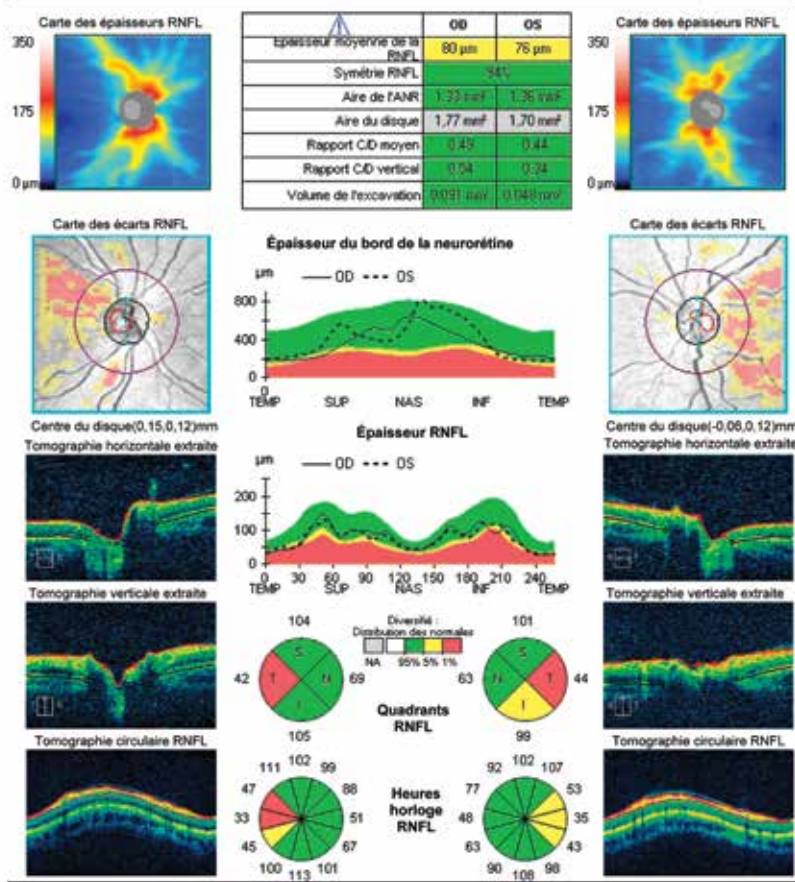 Carte des épaisseurs RNFL
350
175
0 µm
OD OS
Epaisseur moyenne de la RNFL 80 µm 76 µm
Symétrie RNFL 94%
Aire de l'ANR 1,33 mm² 1,36 mm²
Aire du disque 1,77 mm² 1,70 mm²
Rapport C/D moyen 0,49 0,44
Rapport C/D vertical
Volume de l'excavation 0,091 mm³ 0,048 mm³
Carte des épaisseurs RNFL
350
175
0 µm
Carte des écarts RNFL
Centre du disque(0,15,0,12)mm
Épaisseur du bord de la neurorétine
µm
OD OS
800
400
0
TEMP SUP NAS INF TEMP
Carte des écarts RNFL
Centre du disque(-0,06,0,12)mm
Tomographie horizontale extraite
Épaisseur RNFL
µm
OD OS
200
100
0
0 30 60 90 120 150 180 210 240
TEMP SUP NAS INF TEMP
Tomographie horizontale extraite
Tomographie verticale extraite
Diversifié :
Distribution des normales
NA 95% 5% 1%
104
S
42 T N 69
I
105
Quadrants
RNFL
101
S
63 N T 44
I
99
Tomographie verticale extraite
Tomographie circulaire RNFL
Heures
horloge
RNFL
111 102 99
47 88
33 51
45 67
100 113 101
92 102 107
77 53
48 35
63 43
90 108 98
Tomographie circulaire RNFL